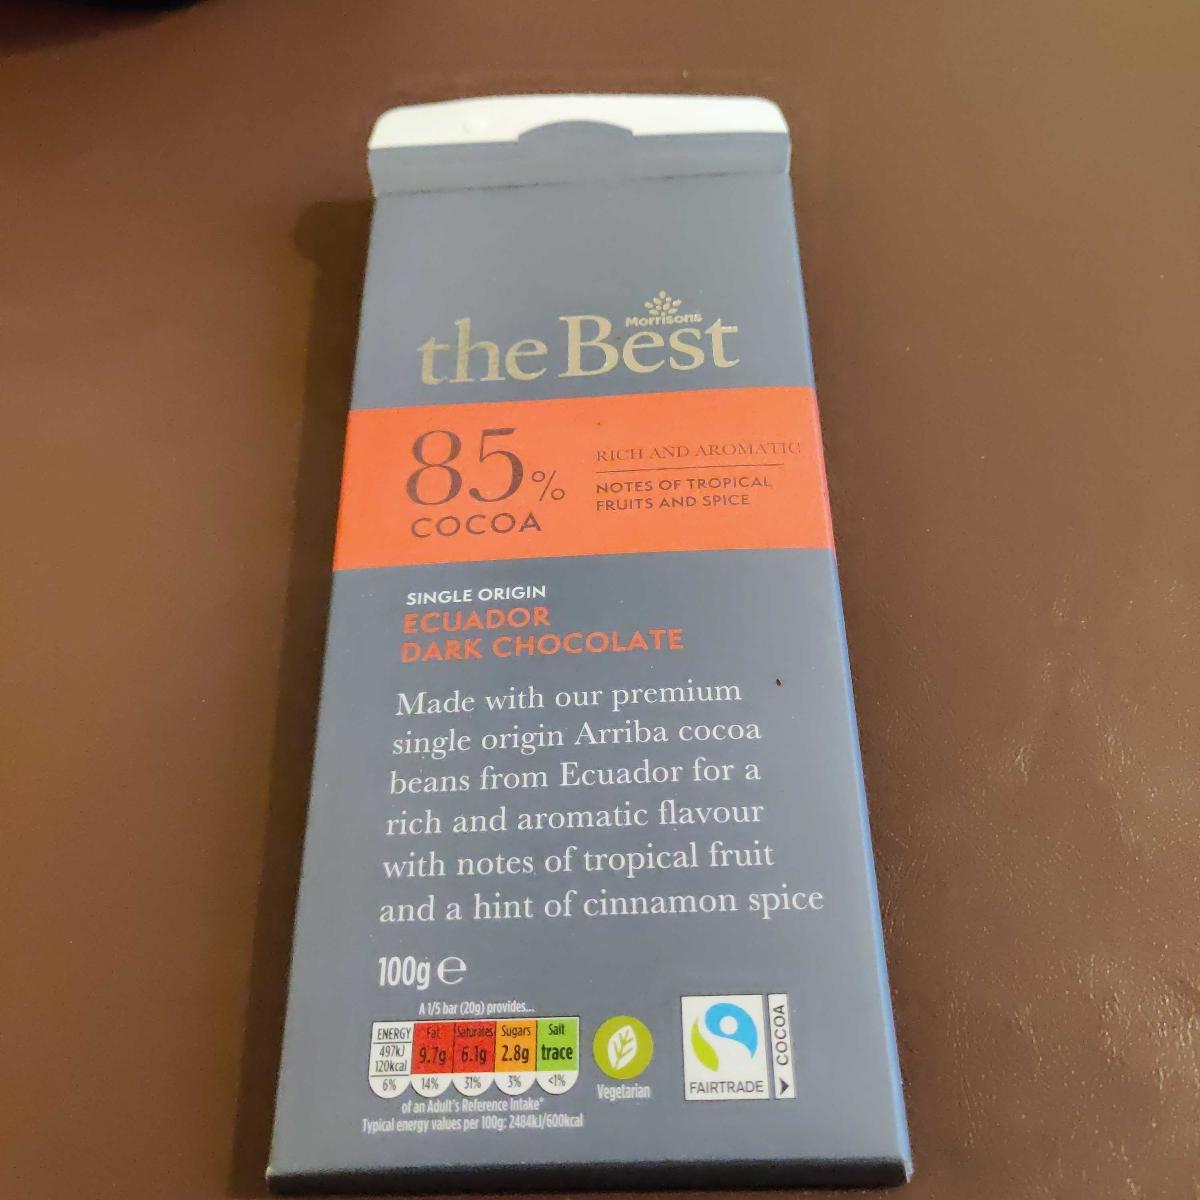 Morrisons
the Best
85%
COCOA
RICH AND AROMATIC
NOTES OF TROPICAL
FRUITS AND SPICE
SINGLE ORIGIN
ECUADOR
DARK CHOCOLATE
Made with our premium
single origin Arriba cocoa
beans from Ecuador for a
rich and aromatic flavour
with notes of tropical fruit
and a hint of cinnamon spice
100g ℮
A 1/5 bar (20g) provides...
ENERGY Fat Saturates Sugars Salt
497kJ
120kcal 9.7g 6.1g 2.8g trace
6% 14% 31% 3% <1%
of an Adult's Reference Intake*
Typical energy values per 100g: 2484kJ/600kcal
Vegetarian
FAIRTRADE
COCOA